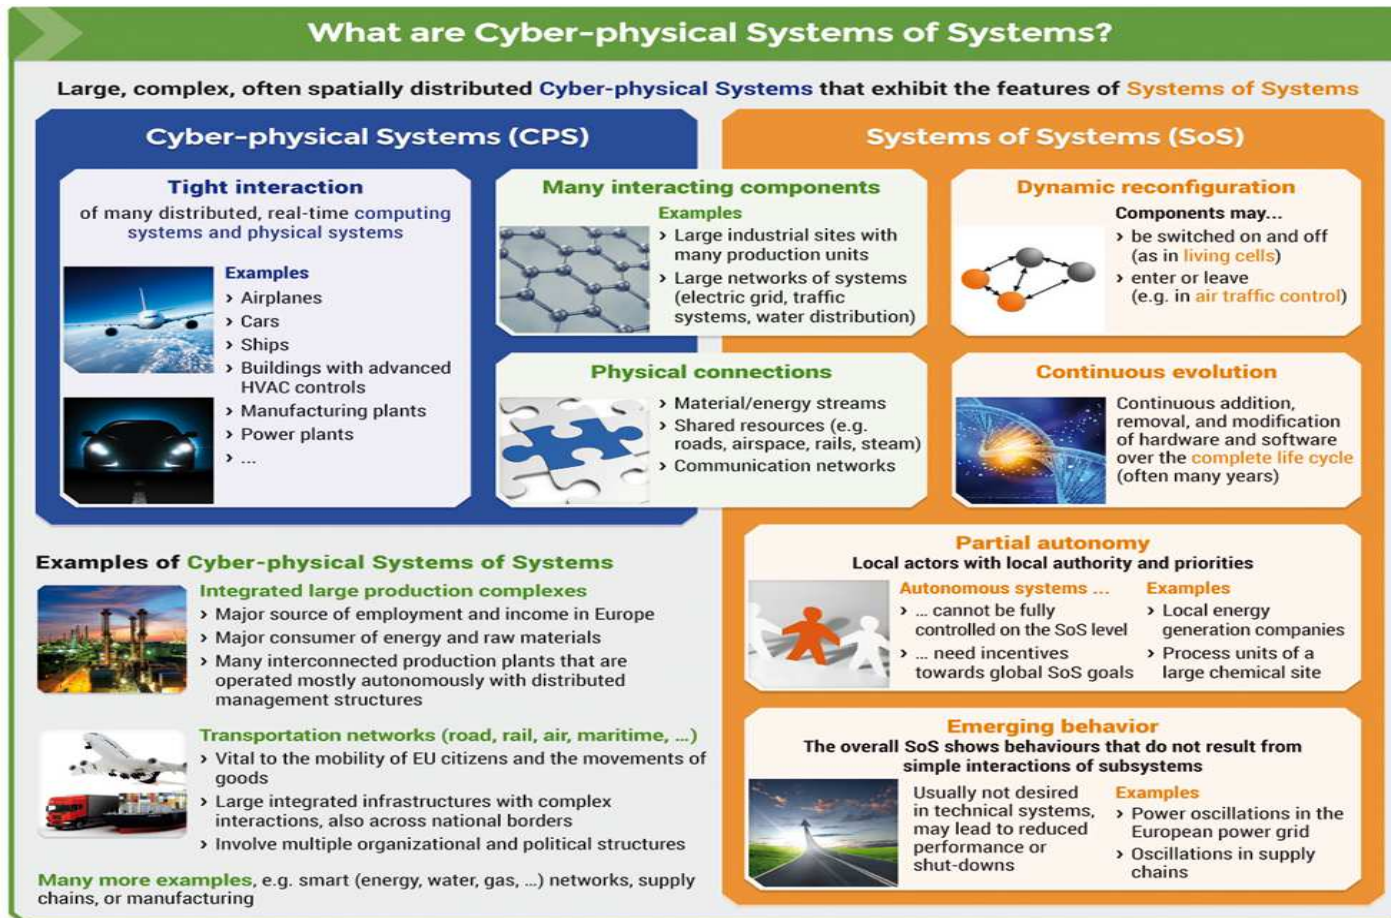 What are Cyber-physical Systems of Systems?
Large, complex, often spatially distributed Cyber-physical Systems that exhibit the features of Systems of Systems
Cyber-physical Systems (CPS)
Tight interaction
of many distributed, real-time computing
systems and physical systems
Examples
› Airplanes
› Cars
› Ships
› Buildings with advanced
HVAC controls
› Manufacturing plants
› Power plants
› ...
Many interacting components
Examples
› Large industrial sites with
many production units
› Large networks of systems
(electric grid, traffic
systems, water distribution)
Physical connections
› Material/energy streams
› Shared resources (e.g.
roads, airspace, rails, steam)
› Communication networks
Systems of Systems (SoS)
Dynamic reconfiguration
Components may...
› be switched on and off
(as in living cells)
› enter or leave
(e.g. in air traffic control)
Continuous evolution
Continuous addition,
removal, and modification
of hardware and software
over the complete life cycle
(often many years)
Partial autonomy
Local actors with local authority and priorities
Autonomous systems ...
› ... cannot be fully
controlled on the SoS level
› ... need incentives
towards global SoS goals
Examples
› Local energy
generation companies
› Process units of a
large chemical site
Emerging behavior
The overall SoS shows behaviours that do not result from
simple interactions of subsystems
Usually not desired
in technical systems,
may lead to reduced
performance or
shut-downs
Examples
› Power oscillations in the
European power grid
› Oscillations in supply
chains
Examples of Cyber-physical Systems of Systems
Integrated large production complexes
› Major source of employment and income in Europe
› Major consumer of energy and raw materials
› Many interconnected production plants that are
operated mostly autonomously with distributed
management structures
Transportation networks (road, rail, air, maritime, ...)
› Vital to the mobility of EU citizens and the movements of
goods
› Large integrated infrastructures with complex
interactions, also across national borders
› Involve multiple organizational and political structures
Many more examples, e.g. smart (energy, water, gas, ...) networks, supply
chains, or manufacturing